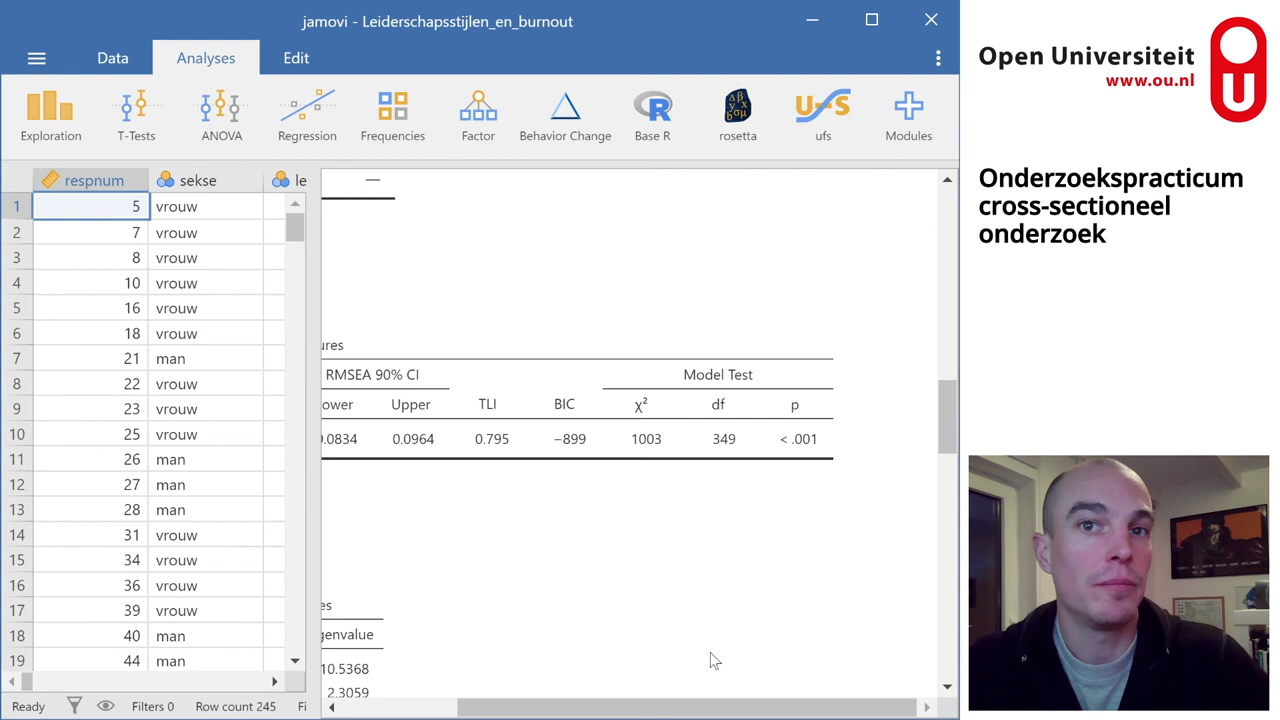 jamovi - Leiderschapsstijlen_en_burnout
Data Analyses Edit
Exploration T-Tests ANOVA Regression Frequencies Factor Behavior Change Base R rosetta ufs Modules
respnum sekse le
1 5 vrouw
2 7 vrouw
3 8 vrouw
4 10 vrouw
5 16 vrouw
6 18 vrouw
7 21 man
8 22 vrouw
9 23 vrouw
10 25 vrouw
11 26 man
12 27 man
13 28 man
14 31 vrouw
15 34 vrouw
16 36 vrouw
17 39 vrouw
18 40 man
19 44 man
Ready Filters 0 Row count 245 Fi
ures
RMSEA 90% CI Model Test
ower Upper TLI BIC χ² df p
0.0834 0.0964 0.795 −899 1003 349 < .001
es
genvalue
10.5368
2.3059
Open Universiteit
www.ou.nl
Onderzoekspracticum
cross-sectioneel
onderzoek